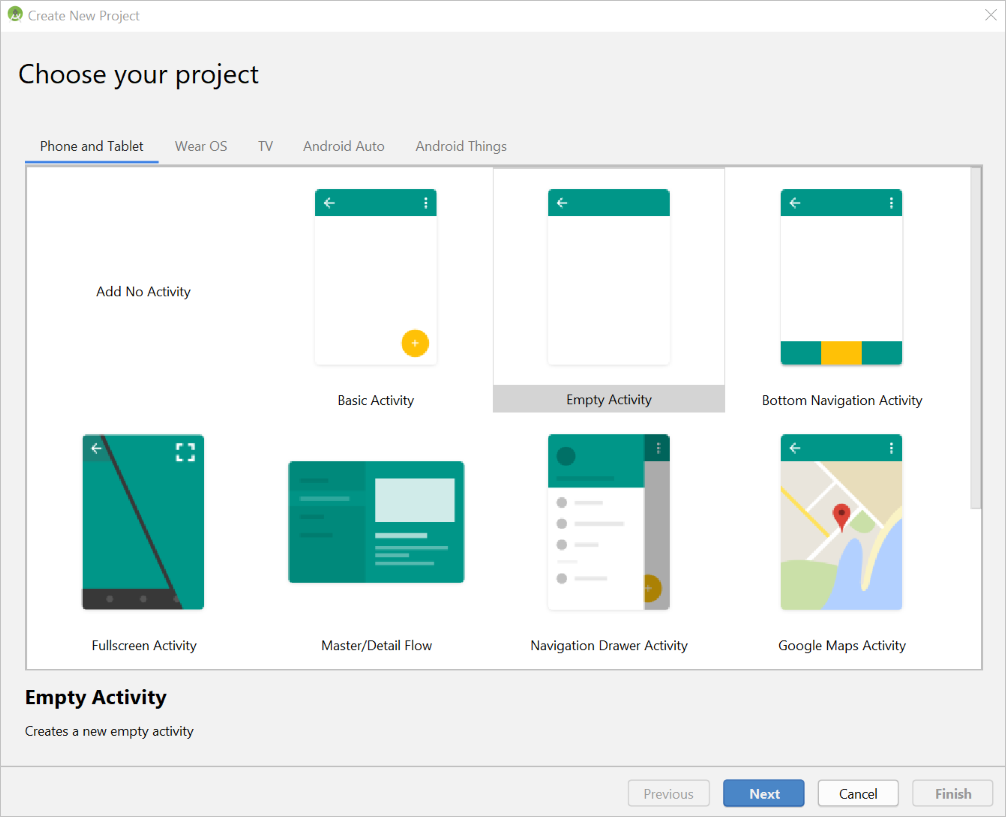 Create New Project
Choose your project
Phone and Tablet
Wear OS
TV
Android Auto
Android Things
Add No Activity
Basic Activity
Empty Activity
Bottom Navigation Activity
Fullscreen Activity
Master/Detail Flow
Navigation Drawer Activity
Google Maps Activity
Empty Activity
Creates a new empty activity
Previous
Next
Cancel
Finish